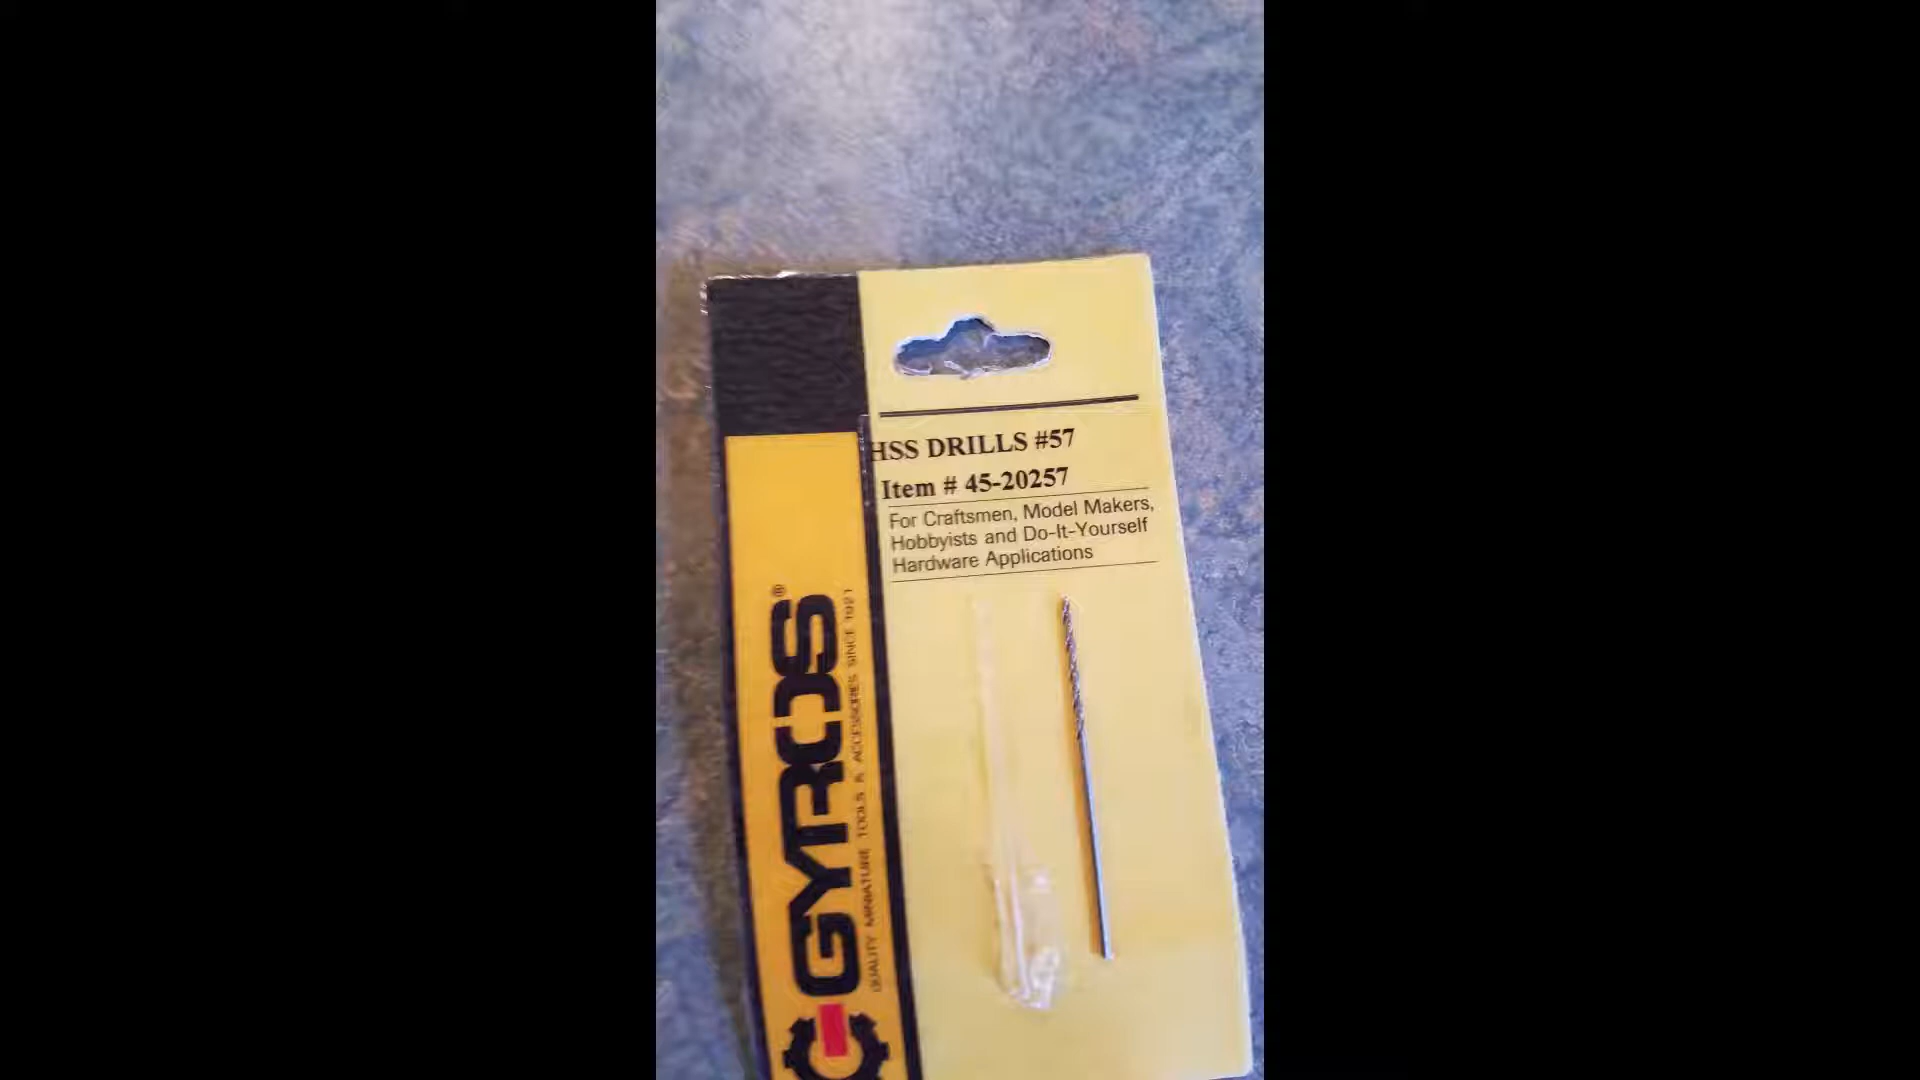 HSS DRILLS #57
Item # 45-20257
For Craftsmen, Model Makers,
Hobbyists and Do-It-Yourself
Hardware Applications
GYROS®
QUALITY MINIATURE TOOLS & ACCESSORIES SINCE 1921